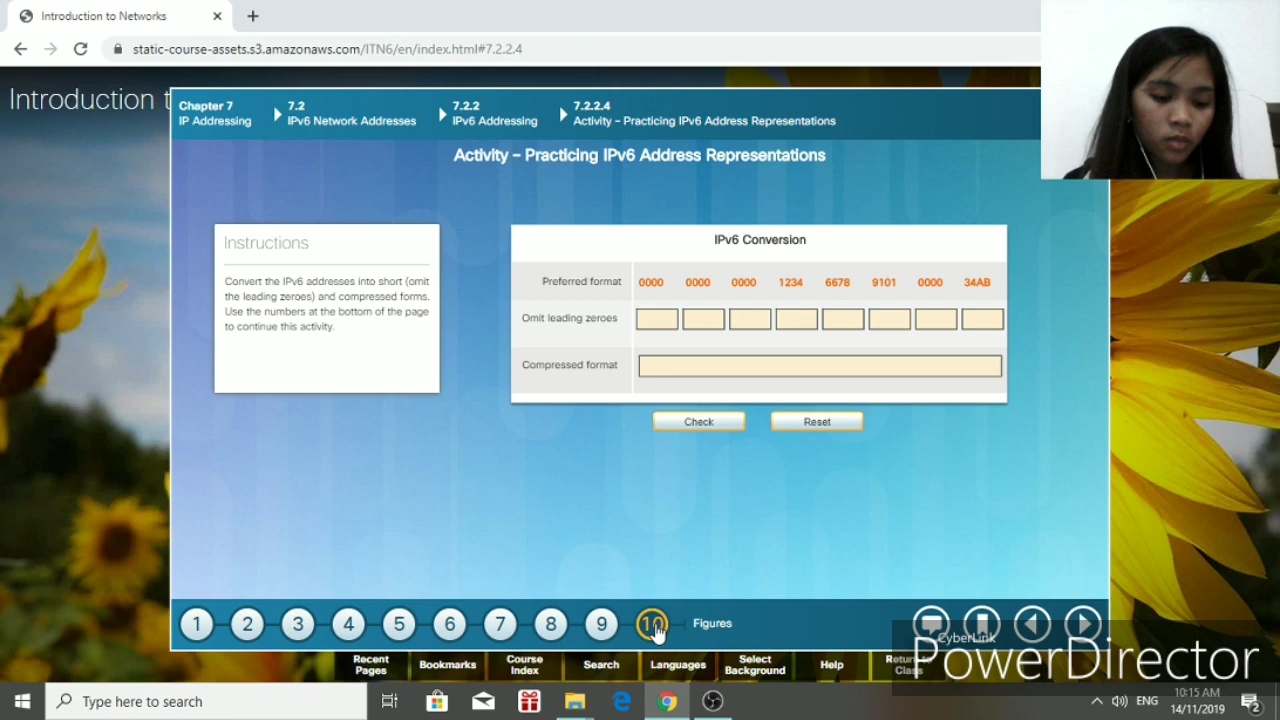 Introduction to Networks
static-course-assets.s3.amazonaws.com/ITN6/en/index.html#7.2.2.4
Introduction t
Chapter 7
IP Addressing
7.2
IPv6 Network Addresses
7.2.2
IPv6 Addressing
7.2.2.4
Activity – Practicing IPv6 Address Representations
Activity – Practicing IPv6 Address Representations
Instructions
Convert the IPv6 addresses into short (omit
the leading zeroes) and compressed forms.
Use the numbers at the bottom of the page
to continue this activity.
IPv6 Conversion
Preferred format 0000 0000 0000 1234 6678 9101 0000 34AB
Omit leading zeroes
Compressed format
Check Reset
1 2 3 4 5 6 7 8 9 10 Figures
CyberLink
PowerDirector
Recent
Pages
Bookmarks
Course
Index
Search
Languages
Select
Background
Help
Return
Class
Type here to search
ENG
10:15 AM
14/11/2019
2